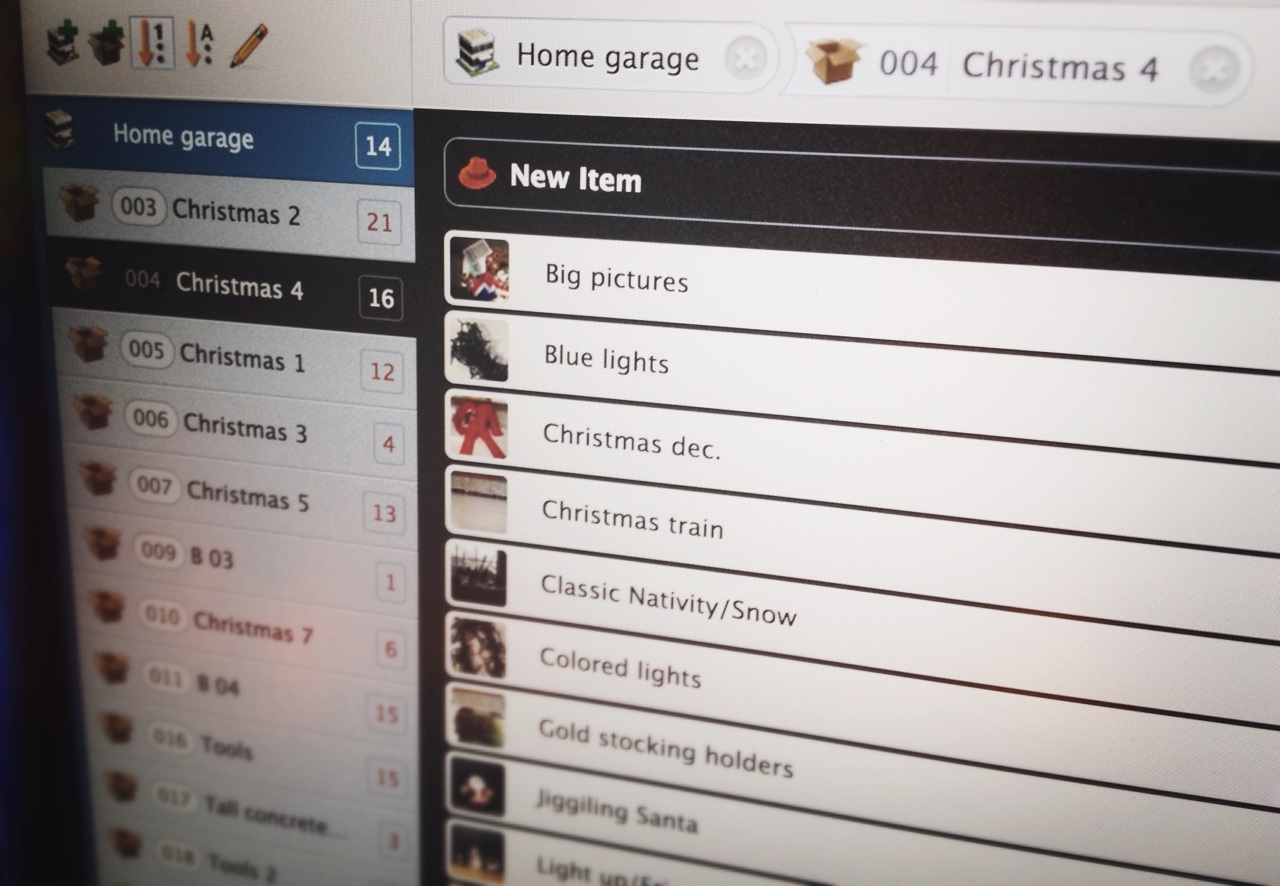 1
A
Home garage
004 Christmas 4
Home garage 14
003 Christmas 2 21
004 Christmas 4 16
005 Christmas 1 12
006 Christmas 3 4
007 Christmas 5 13
009 B 03 1
010 Christmas 7 6
011 B 04 15
016 Tools 15
017 Tall concrete... 3
018 Tools 2
New Item
Big pictures
Blue lights
Christmas dec.
Christmas train
Classic Nativity/Snow
Colored lights
Gold stocking holders
Jiggiling Santa
Light